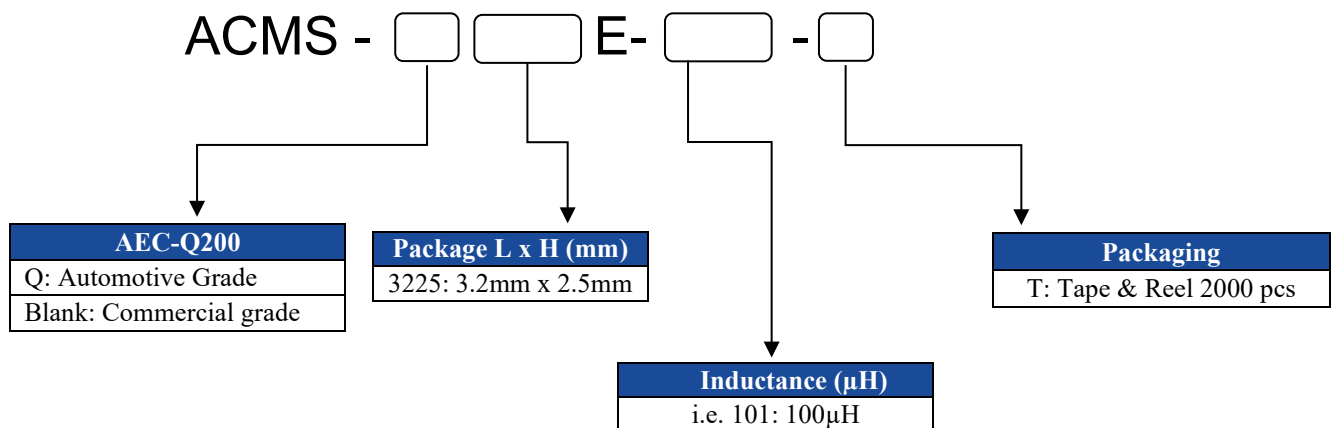 ACMS - E- -
AEC-Q200
Q: Automotive Grade
Blank: Commercial grade
Package L x H (mm)
3225: 3.2mm x 2.5mm
Inductance (µH)
i.e. 101: 100µH
Packaging
T: Tape & Reel 2000 pcs